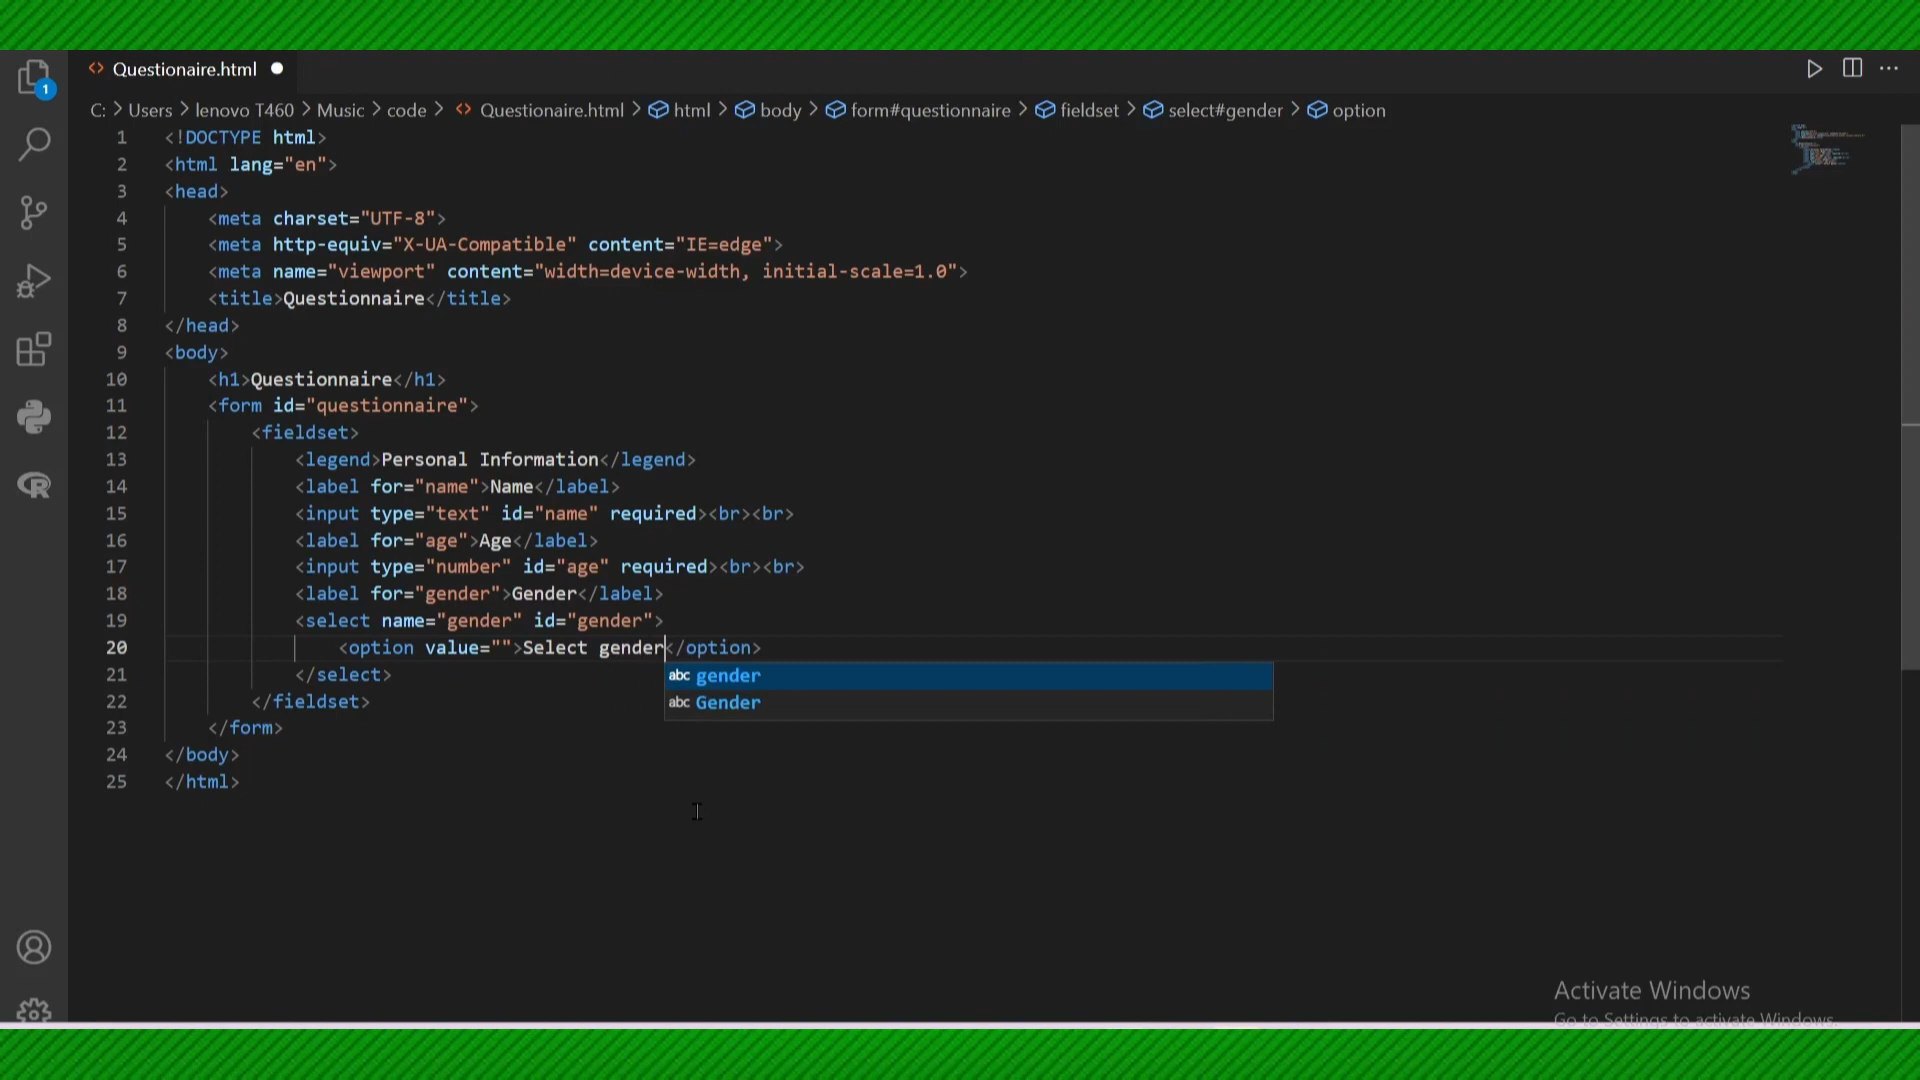 Questionaire.html
C: > Users > lenovo T460 > Music > code > Questionaire.html > html > body > form#questionnaire > fieldset > select#gender > option
1 <!DOCTYPE html>
2 <html lang="en">
3 <head>
4 <meta charset="UTF-8">
5 <meta http-equiv="X-UA-Compatible" content="IE=edge">
6 <meta name="viewport" content="width=device-width, initial-scale=1.0">
7 <title>Questionnaire</title>
8 </head>
9 <body>
10 <h1>Questionnaire</h1>
11 <form id="questionnaire">
12 <fieldset>
13 <legend>Personal Information</legend>
14 <label for="name">Name</label>
15 <input type="text" id="name" required><br><br>
16 <label for="age">Age</label>
17 <input type="number" id="age" required><br><br>
18 <label for="gender">Gender</label>
19 <select name="gender" id="gender">
20 <option value="">Select gender</option>
21 </select>
abc gender
22 </fieldset>
abc Gender
23 </form>
24 </body>
25 </html>
1
Activate Windows
Go to Settings to activate Windows.